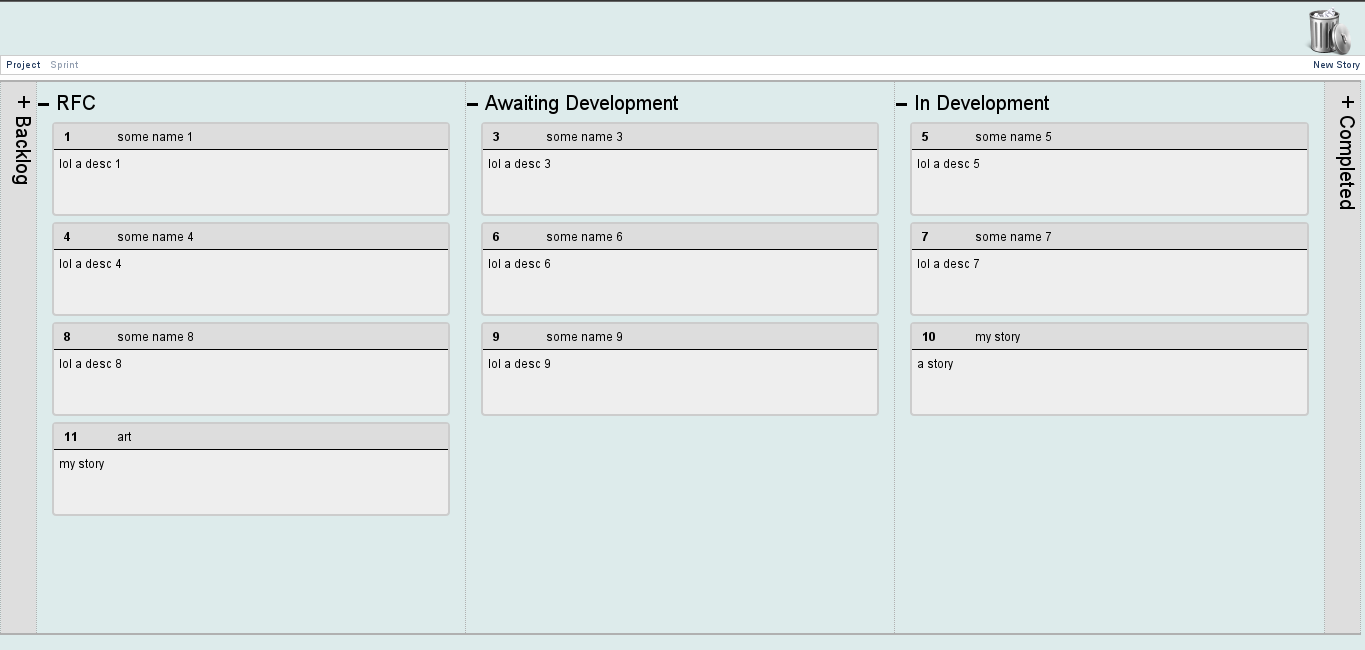 Project Sprint New Story
+ Backlog
– RFC
1 some name 1
lol a desc 1
4 some name 4
lol a desc 4
8 some name 8
lol a desc 8
11 art
my story
– Awaiting Development
3 some name 3
lol a desc 3
6 some name 6
lol a desc 6
9 some name 9
lol a desc 9
– In Development
5 some name 5
lol a desc 5
7 some name 7
lol a desc 7
10 my story
a story
+ Completed